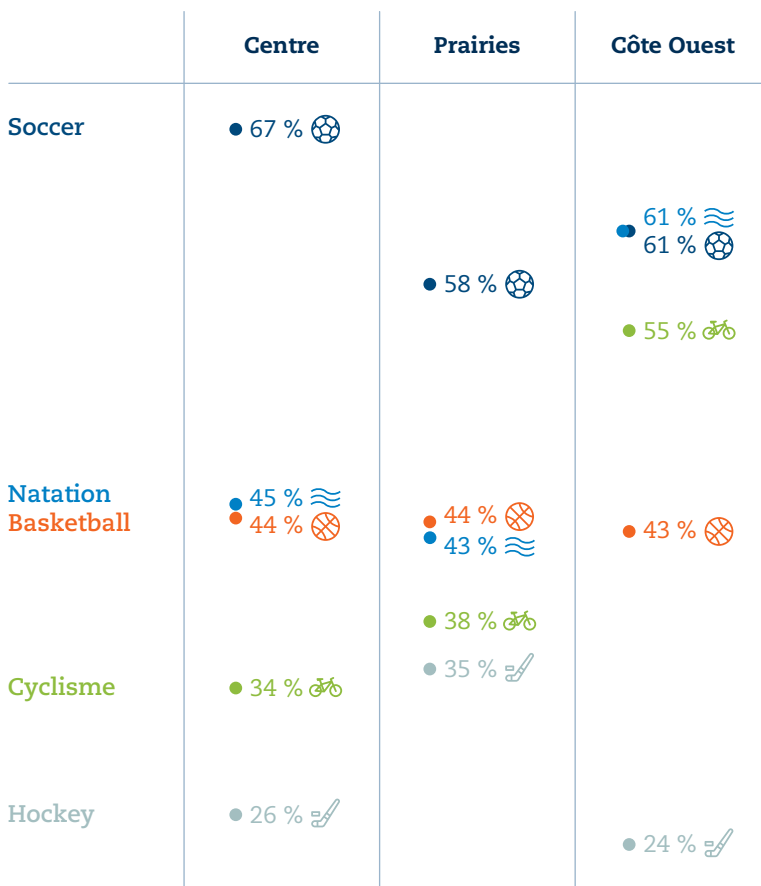 Centre
Prairies
Côte Ouest
Soccer
67 %
61 %
61 %
58 %
55 %
Natation
45 %
Basketball
44 %
44 %
43 %
43 %
38 %
35 %
Cyclisme
34 %
Hockey
26 %
24 %